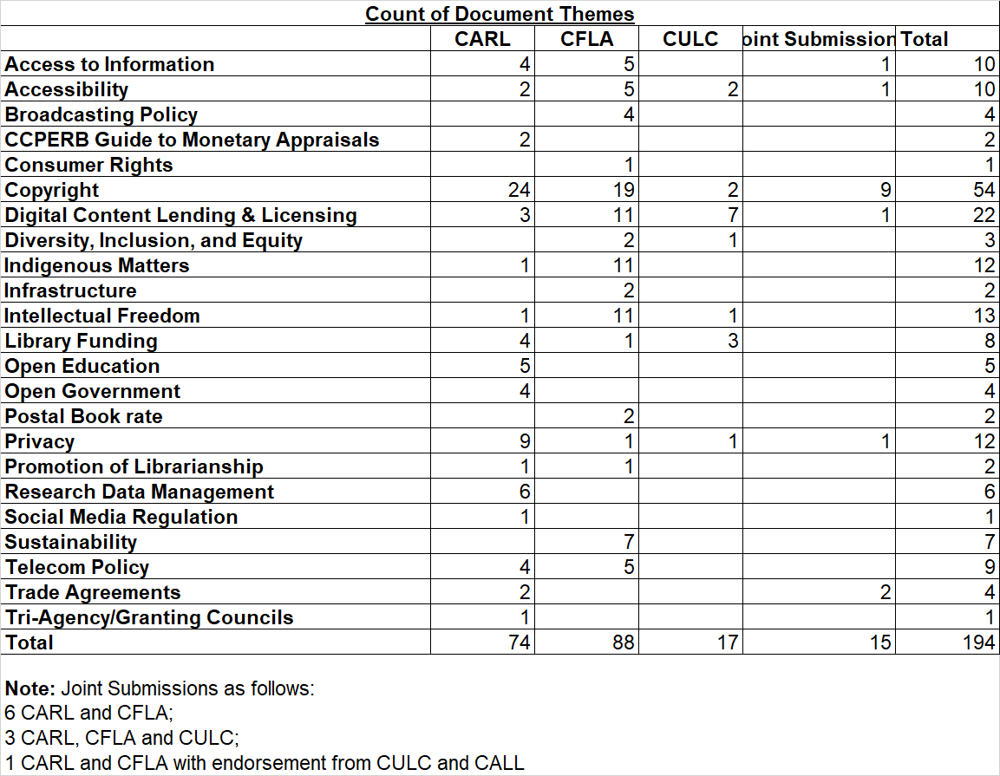 Count of Document Themes
CARL CFLA CULC oint Submission Total
Access to Information 4 5 1 10
Accessibility 2 5 2 1 10
Broadcasting Policy 4 4
CCPERB Guide to Monetary Appraisals 2 2
Consumer Rights 1 1
Copyright 24 19 2 9 54
Digital Content Lending & Licensing 3 11 7 1 22
Diversity, Inclusion, and Equity 2 1 3
Indigenous Matters 1 11 12
Infrastructure 2 2
Intellectual Freedom 1 11 1 13
Library Funding 4 1 3 8
Open Education 5 5
Open Government 4 4
Postal Book rate 2 2
Privacy 9 1 1 1 12
Promotion of Librarianship 1 1 2
Research Data Management 6 6
Social Media Regulation 1 1
Sustainability 7 7
Telecom Policy 4 5 9
Trade Agreements 2 2 4
Tri-Agency/Granting Councils 1 1
Total 74 88 17 15 194
Note: Joint Submissions as follows:
6 CARL and CFLA;
3 CARL, CFLA and CULC;
1 CARL and CFLA with endorsement from CULC and CALL